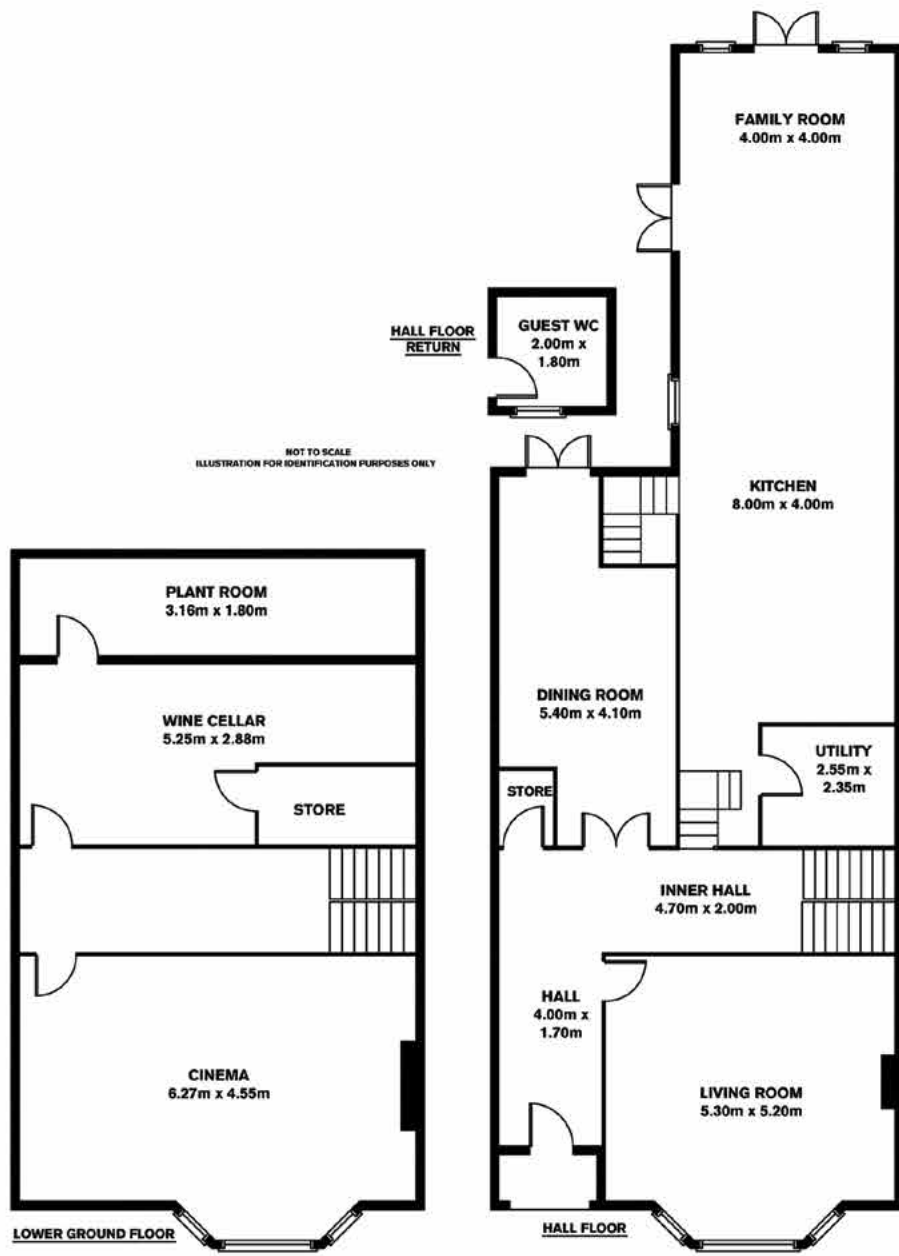 FAMILY ROOM
4.00m x 4.00m
HALL FLOOR
RETURN
GUEST WC
2.00m x
1.80m
NOT TO SCALE
ILLUSTRATION FOR IDENTIFICATION PURPOSES ONLY
KITCHEN
8.00m x 4.00m
PLANT ROOM
3.16m x 1.80m
WINE CELLAR
5.25m x 2.88m
STORE
DINING ROOM
5.40m x 4.10m
STORE
UTILITY
2.55m x
2.35m
INNER HALL
4.70m x 2.00m
HALL
4.00m x
1.70m
CINEMA
6.27m x 4.55m
LIVING ROOM
5.30m x 5.20m
LOWER GROUND FLOOR
HALL FLOOR